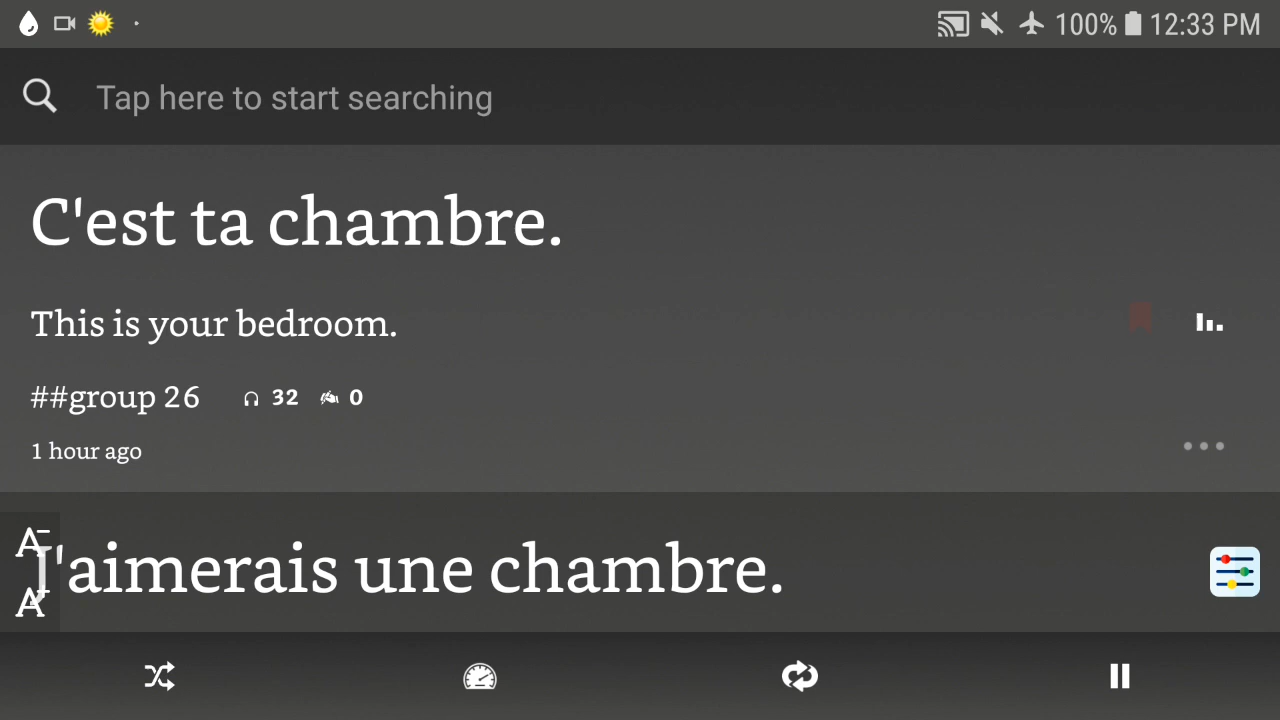 100% 12:33 PM
Tap here to start searching
C'est ta chambre.
This is your bedroom.
##group 26 32 0
1 hour ago
J'aimerais une chambre.
A-
A+